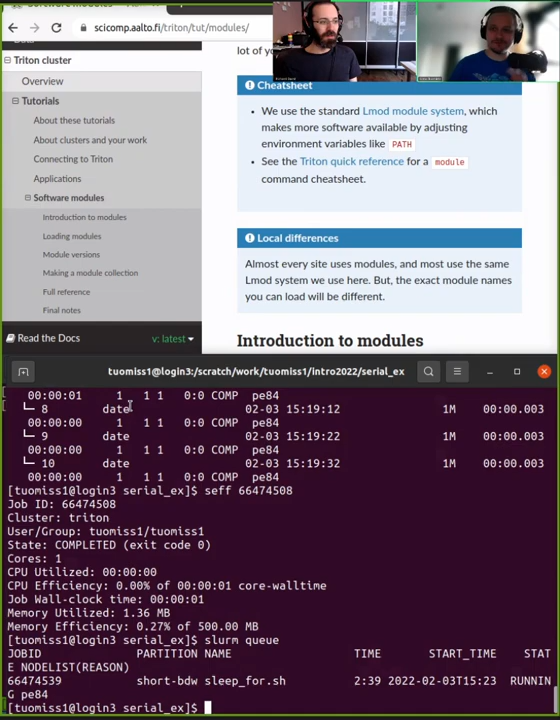 scicomp.aalto.fi/triton/tut/modules/
Triton cluster
Overview
Tutorials
About these tutorials
About clusters and your work
Connecting to Triton
Applications
Software modules
Introduction to modules
Loading modules
Module versions
Making a module collection
Full reference
Final notes
Read the Docs
v: latest
lot of yo
Cheatsheet
We use the standard Lmod module system, which
makes more software available by adjusting
environment variables like PATH
See the Triton quick reference for a module
command cheatsheet.
Local differences
Almost every site uses modules, and most use the same
Lmod system we use here. But, the exact module names
you can load will be different.
Introduction to modules
tuomiss1@login3:/scratch/work/tuomiss1/intro2022/serial_ex
00:00:01 1 1 1 0:0 COMP pe84
└─ 8 date 02-03 15:19:12 1M 00:00.003
00:00:00 1 1 1 0:0 COMP pe84
└─ 9 date 02-03 15:19:22 1M 00:00.003
00:00:00 1 1 1 0:0 COMP pe84
└─ 10 date 02-03 15:19:32 1M 00:00.003
00:00:00 1 1 1 0:0 COMP pe84
[tuomiss1@login3 serial_ex]$ seff 66474508
Job ID: 66474508
Cluster: triton
User/Group: tuomiss1/tuomiss1
State: COMPLETED (exit code 0)
Cores: 1
CPU Utilized: 00:00:00
CPU Efficiency: 0.00% of 00:00:01 core-walltime
Job Wall-clock time: 00:00:01
Memory Utilized: 1.36 MB
Memory Efficiency: 0.27% of 500.00 MB
[tuomiss1@login3 serial_ex]$ slurm queue
JOBID PARTITION NAME TIME START_TIME STAT
E NODELIST(REASON)
66474539 short-bdw sleep_for.sh 2:39 2022-02-03T15:23 RUNNIN
G pe84
[tuomiss1@login3 serial_ex]$